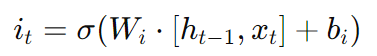 i_t = σ(W_i · [h_{t−1}, x_t] + b_i)